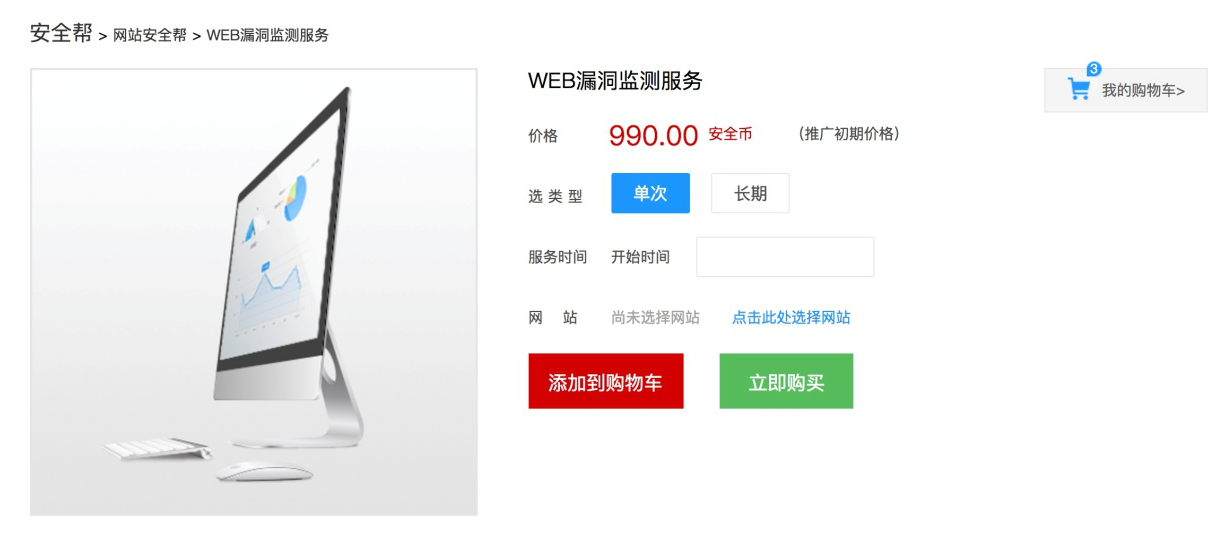 安全帮 > 网站安全帮 > WEB漏洞监测服务
WEB漏洞监测服务
3
我的购物车>
价格 990.00 安全币 (推广初期价格)
选 类 型 单次 长期
服务时间 开始时间
网 站 尚未选择网站 点击此处选择网站
添加到购物车 立即购买